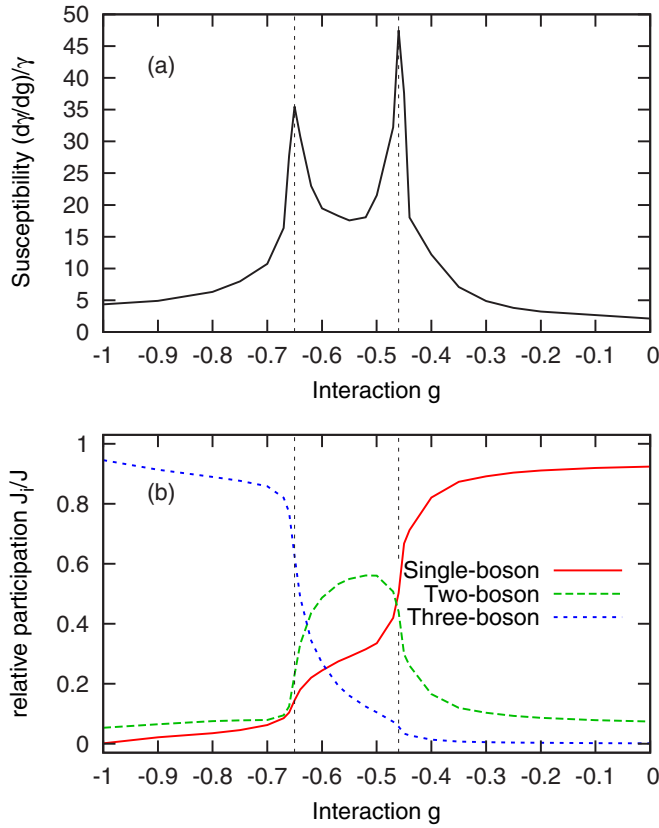 50
45
40
35
30
25
20
15
10
5
0
Susceptibility (dγ/dg)/γ
(a)
-1 -0.9 -0.8 -0.7 -0.6 -0.5 -0.4 -0.3 -0.2 -0.1 0
Interaction g
1
0.8
0.6
0.4
0.2
0
relative participation Jᵢ/J
(b)
Single-boson
Two-boson
Three-boson
-1 -0.9 -0.8 -0.7 -0.6 -0.5 -0.4 -0.3 -0.2 -0.1 0
Interaction g